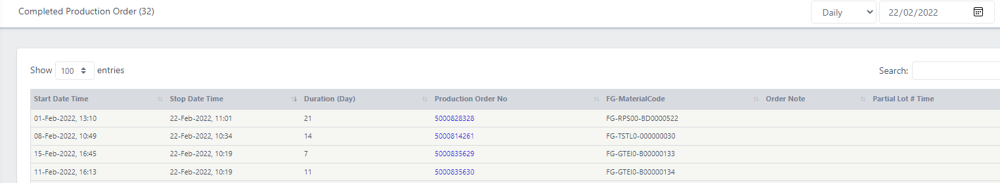 Completed Production Order (32) Daily 22/02/2022
Show 100 entries Search:
Start Date Time Stop Date Time Duration (Day) Production Order No FG-MaterialCode Order Note Partial Lot # Time
01-Feb-2022, 13:10 22-Feb-2022, 11:01 21 5000828328 FG-RPS00-BD0000522
08-Feb-2022, 10:49 22-Feb-2022, 10:34 14 5000814261 FG-TSTL0-000000030
15-Feb-2022, 16:45 22-Feb-2022, 10:19 7 5000835629 FG-GTEI0-B00000133
11-Feb-2022, 16:13 22-Feb-2022, 10:19 11 5000835630 FG-GTEI0-B00000134